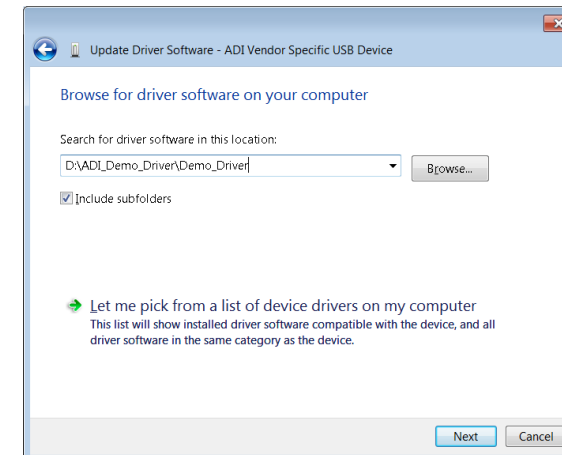 Update Driver Software - ADI Vendor Specific USB Device
Browse for driver software on your computer
Search for driver software in this location:
D:\ADI_Demo_Driver\Demo_Driver
Browse...
Include subfolders
Let me pick from a list of device drivers on my computer
This list will show installed driver software compatible with the device, and all
driver software in the same category as the device.
Next
Cancel